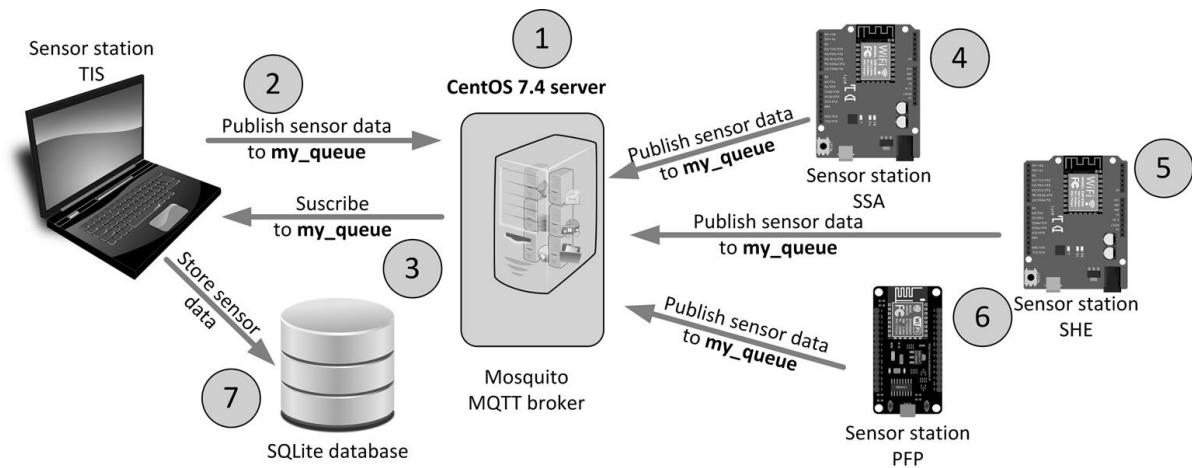 Sensor station
TIS
1
CentOS 7.4 server
2
Publish sensor data
to my_queue
Suscribe
to my_queue
3
Store sensor
data
7
SQLite database
Mosquito
MQTT broker
4
WiFi
Publish sensor data
to my_queue
Sensor station
SSA
5
WiFi
Publish sensor data
to my_queue
Sensor station
SHE
6
Publish sensor data
to my_queue
Sensor station
PFP